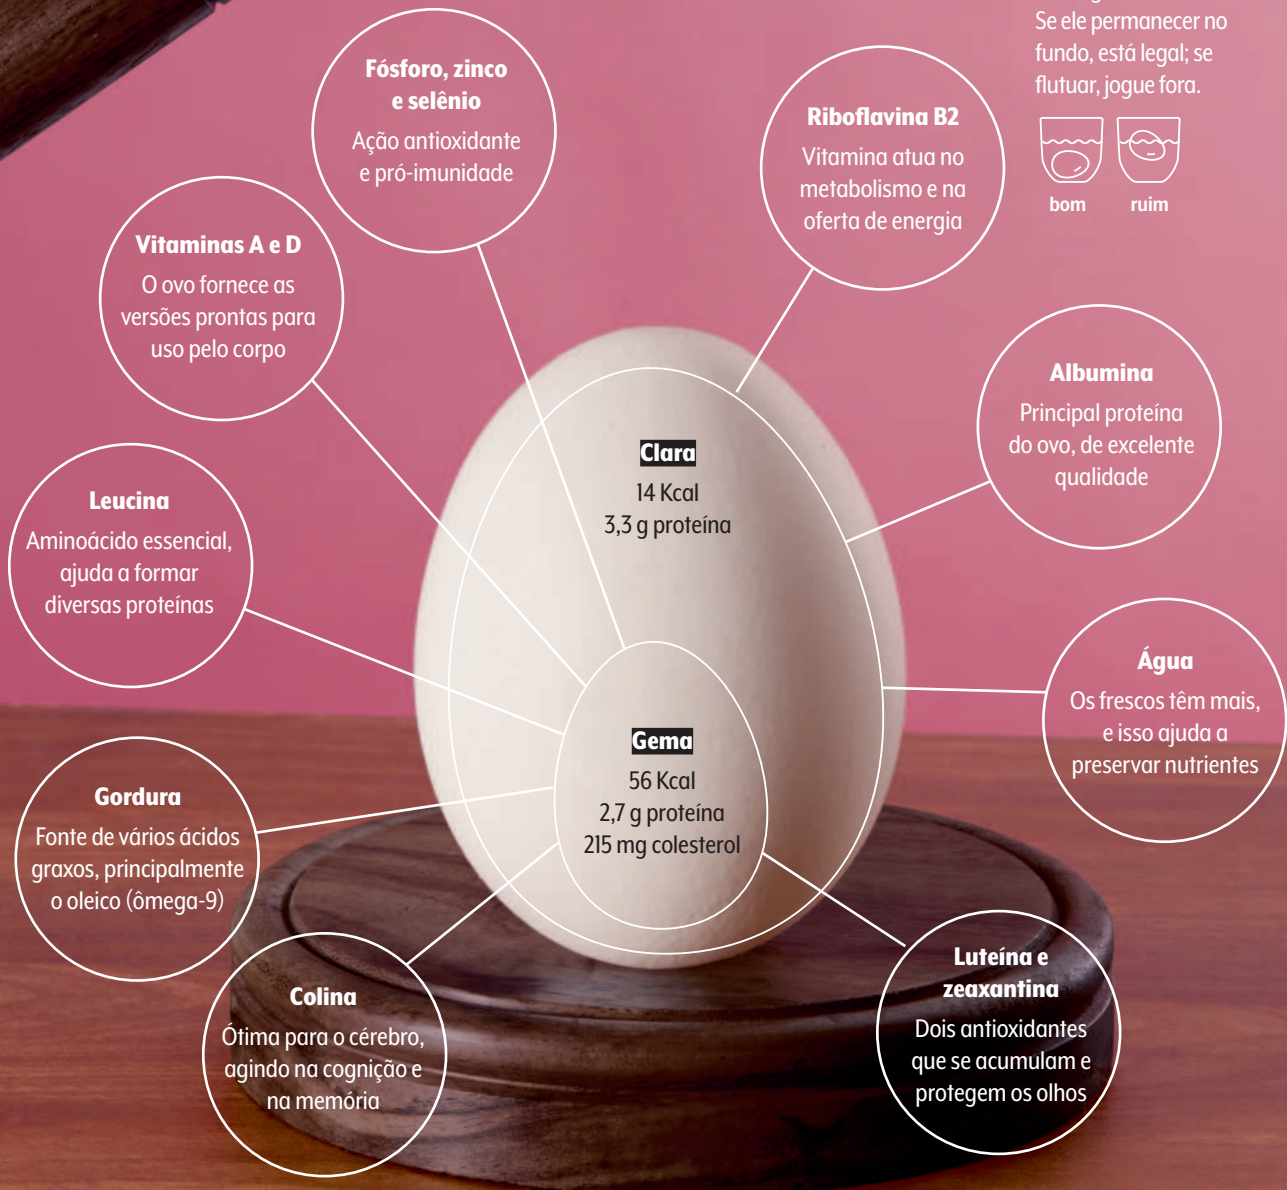 Se ele permanecer no
fundo, está legal; se
flutuar, jogue fora.
bom
ruim
Fósforo, zinco
e selênio
Ação antioxidante
e pró-imunidade
Riboflavina B2
Vitamina atua no
metabolismo e na
oferta de energia
Vitaminas A e D
O ovo fornece as
versões prontas para
uso pelo corpo
Albumina
Principal proteína
do ovo, de excelente
qualidade
Clara
14 Kcal
3,3 g proteína
Leucina
Aminoácido essencial,
ajuda a formar
diversas proteínas
Água
Os frescos têm mais,
e isso ajuda a
preservar nutrientes
Gema
56 Kcal
2,7 g proteína
215 mg colesterol
Gordura
Fonte de vários ácidos
graxos, principalmente
o oleico (ômega-9)
Colina
Ótima para o cérebro,
agindo na cognição e
na memória
Luteína e
zeaxantina
Dois antioxidantes
que se acumulam e
protegem os olhos